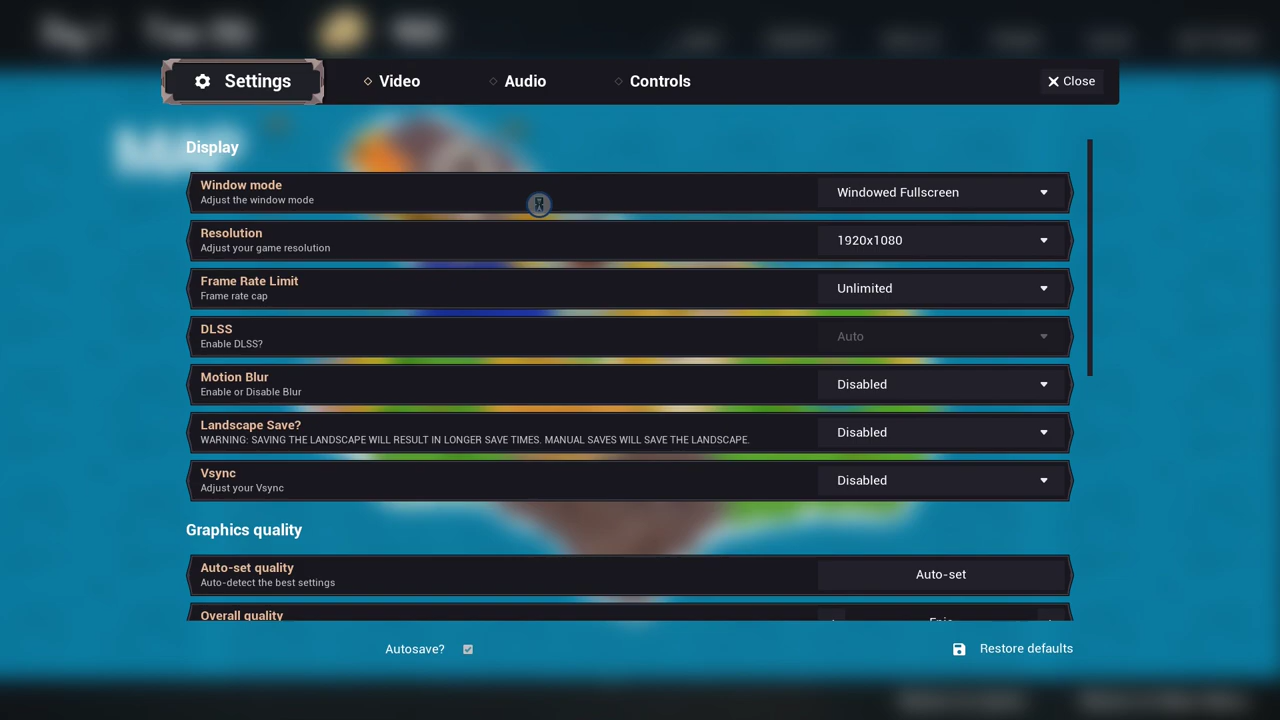 Settings
Video
Audio
Controls
Close
Display
Window mode
Adjust the window mode
Windowed Fullscreen
Resolution
Adjust your game resolution
1920x1080
Frame Rate Limit
Frame rate cap
Unlimited
DLSS
Enable DLSS?
Auto
Motion Blur
Enable or Disable Blur
Disabled
Landscape Save?
WARNING: SAVING THE LANDSCAPE WILL RESULT IN LONGER SAVE TIMES. MANUAL SAVES WILL SAVE THE LANDSCAPE.
Disabled
Vsync
Adjust your Vsync
Disabled
Graphics quality
Auto-set quality
Auto-detect the best settings
Auto-set
Overall quality
Epic
Autosave?
Restore defaults
MAP